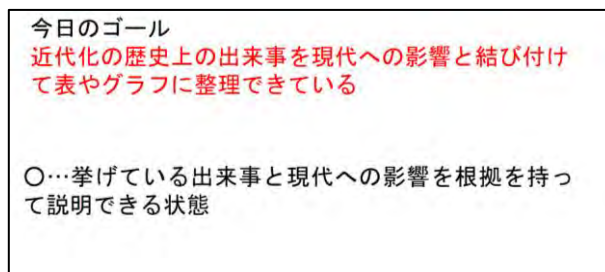 今日のゴール
近代化の歴史上の出来事を現代への影響と結び付け
て表やグラフに整理できている
〇…挙げている出来事と現代への影響を根拠を持っ
て説明できる状態